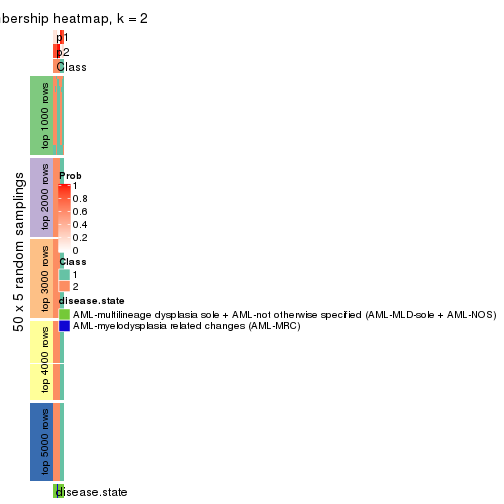 bership heatmap, k = 2
p1
p2
Class
50 x 5 random samplings
top 1000 rows
top 2000 rows
top 3000 rows
top 4000 rows
top 5000 rows
Prob
1
0.8
0.6
0.4
0.2
0
Class
1
2
disease.state
AML-multilineage dysplasia sole + AML-not otherwise specified (AML-MLD-sole + AML-NOS)
AML-myelodysplasia related changes (AML-MRC)
disease.state